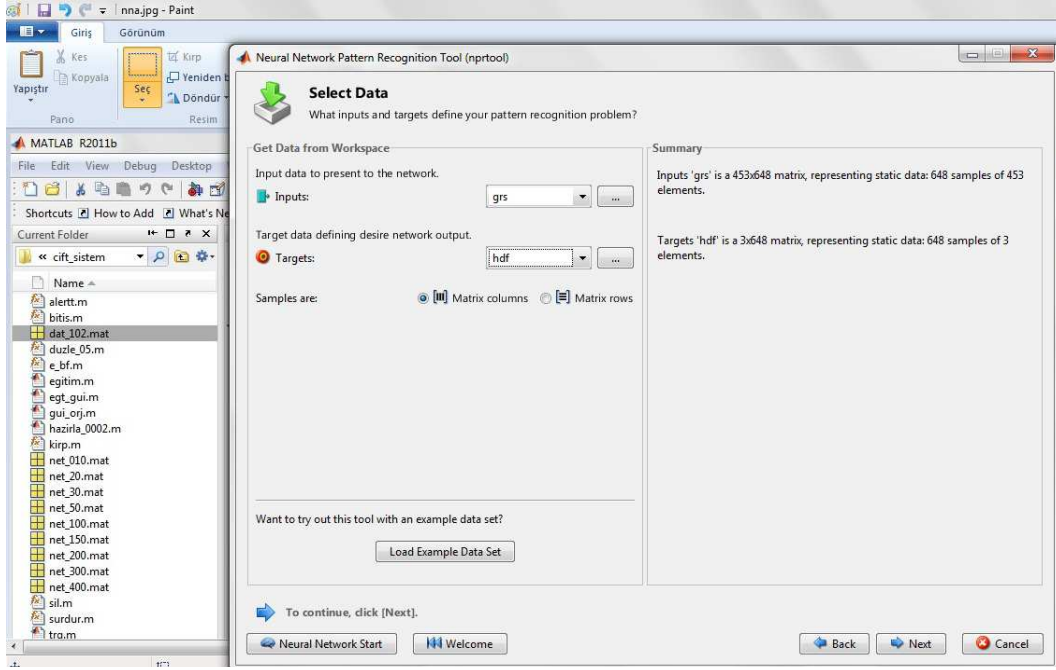 nna.jpg - Paint
Giriş Görünüm
Kes
Kopyala
Yapıştır
Pano
Seç
Kırp
Yeniden b
Döndür
Resim
MATLAB R2011b
File Edit View Debug Desktop
Shortcuts How to Add What's Ne
Current Folder
« cift_sistem
Name
alertt.m
bitis.m
dat_102.mat
duzle_05.m
e_bf.m
egitim.m
egt_gui.m
gui_orj.m
hazirla_0002.m
kirp.m
net_010.mat
net_20.mat
net_30.mat
net_50.mat
net_100.mat
net_150.mat
net_200.mat
net_300.mat
net_400.mat
sil.m
surdur.m
trg.m
Neural Network Pattern Recognition Tool (nprtool)
Select Data
What inputs and targets define your pattern recognition problem?
Get Data from Workspace
Input data to present to the network.
Inputs: grs ...
Target data defining desire network output.
Targets: hdf ...
Samples are: Matrix columns Matrix rows
Want to try out this tool with an example data set?
Load Example Data Set
Summary
Inputs 'grs' is a 453x648 matrix, representing static data: 648 samples of 453
elements.
Targets 'hdf' is a 3x648 matrix, representing static data: 648 samples of 3
elements.
To continue, click [Next].
Neural Network Start Welcome Back Next Cancel